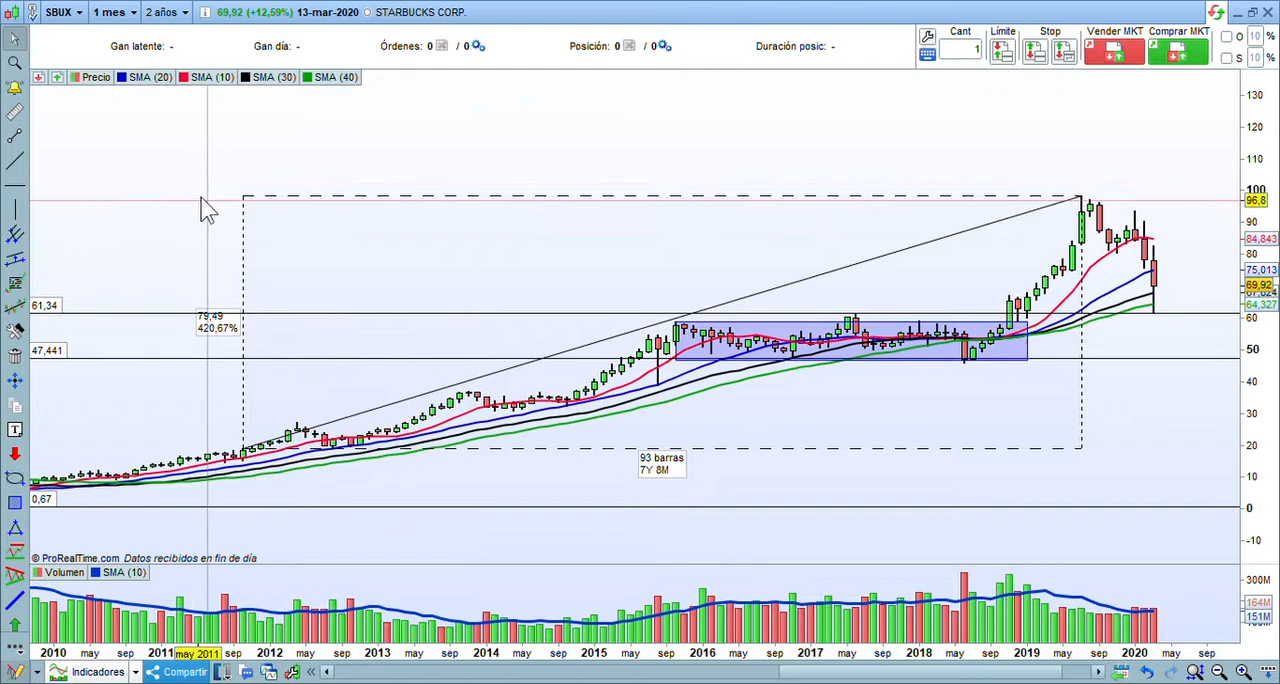 SBUX 1 mes 2 años 69,92 (+12,59%) 13-mar-2020 STARBUCKS CORP.
Gan latente: - Gan día: - Órdenes: 0 / 0 Posición: 0 / 0 Duración posic: -
Cant Límite Stop Vender MKT Comprar MKT O 10 %
1 S 10 %
Precio SMA (20) SMA (10) SMA (30) SMA (40)
130
120
110
100
96,8
90
84,843
80
75,013
69,92
64,327
61,34
60
79,49
420,67%
47,441
50
40
30
20
93 barras
7Y 8M
10
0,67
0
-10
© ProRealTime.com Datos recibidos en fin de día
Volumen SMA (10)
300M
164M
151M
2010 may sep 2011 may 2011 sep 2012 may sep 2013 may sep 2014 may sep 2015 may sep 2016 may sep 2017 may sep 2018 may sep 2019 may sep 2020 may sep
Indicadores Compartir